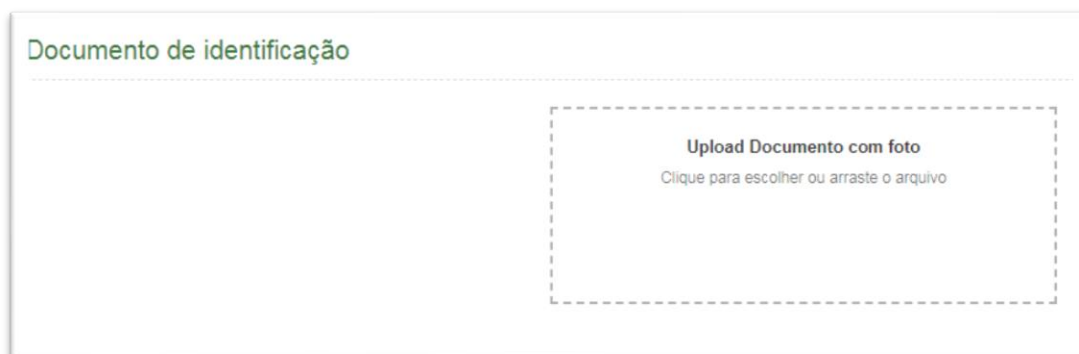 Documento de identificação
Upload Documento com foto
Clique para escolher ou arraste o arquivo